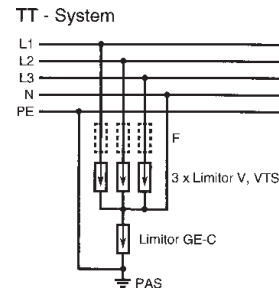 TT - System
L1
L2
L3
N
PE
F
3 x Limitor V, VTS
Limitor GE-C
PAS